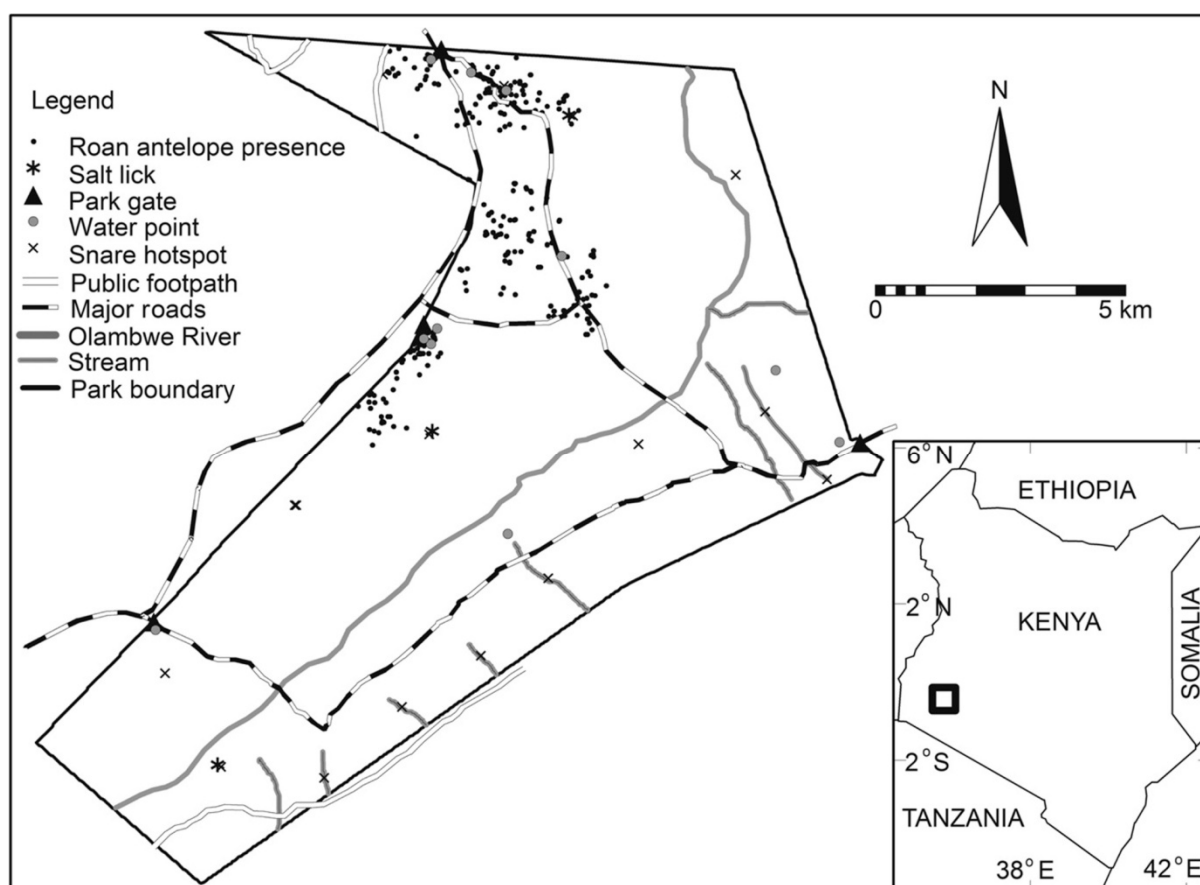 Legend
Roan antelope presence
Salt lick
Park gate
Water point
Snare hotspot
Public footpath
Major roads
Olambwe River
Stream
Park boundary
N
0 5 km
6°N
ETHIOPIA
2°N
KENYA
SOMALIA
2°S
TANZANIA
38°E 42°E